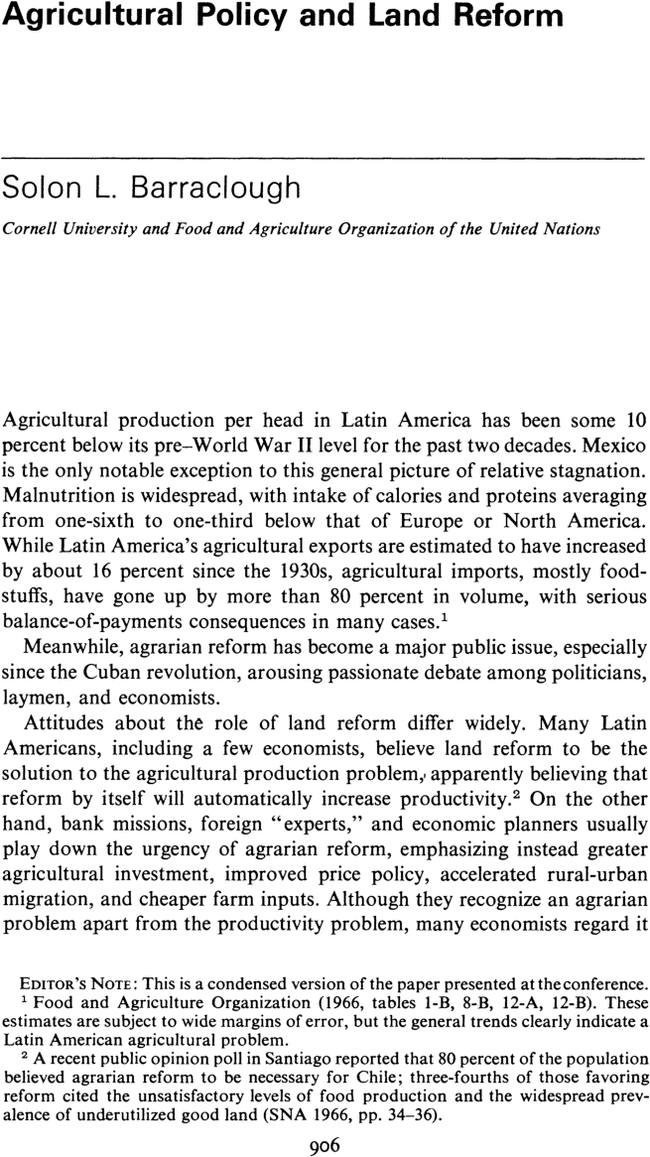 Agricultural Policy and Land Reform
Solon L. Barraclough
Cornell University and Food and Agriculture Organization of the United Nations
Agricultural production per head in Latin America has been some 10
percent below its pre–World War II level for the past two decades. Mexico
is the only notable exception to this general picture of relative stagnation.
Malnutrition is widespread, with intake of calories and proteins averaging
from one-sixth to one-third below that of Europe or North America.
While Latin America's agricultural exports are estimated to have increased
by about 16 percent since the 1930s, agricultural imports, mostly food-
stuffs, have gone up by more than 80 percent in volume, with serious
balance-of-payments consequences in many cases.¹
Meanwhile, agrarian reform has become a major public issue, especially
since the Cuban revolution, arousing passionate debate among politicians,
laymen, and economists.
Attitudes about the role of land reform differ widely. Many Latin
Americans, including a few economists, believe land reform to be the
solution to the agricultural production problem, apparently believing that
reform by itself will automatically increase productivity.² On the other
hand, bank missions, foreign "experts," and economic planners usually
play down the urgency of agrarian reform, emphasizing instead greater
agricultural investment, improved price policy, accelerated rural-urban
migration, and cheaper farm inputs. Although they recognize an agrarian
problem apart from the productivity problem, many economists regard it
EDITOR'S NOTE: This is a condensed version of the paper presented at the conference.
¹ Food and Agriculture Organization (1966, tables 1-B, 8-B, 12-A, 12-B). These
estimates are subject to wide margins of error, but the general trends clearly indicate a
Latin American agricultural problem.
² A recent public opinion poll in Santiago reported that 80 percent of the population
believed agrarian reform to be necessary for Chile; three-fourths of those favoring
reform cited the unsatisfactory levels of food production and the widespread prev-
alence of underutilized good land (SNA 1966, pp. 34–36).
906